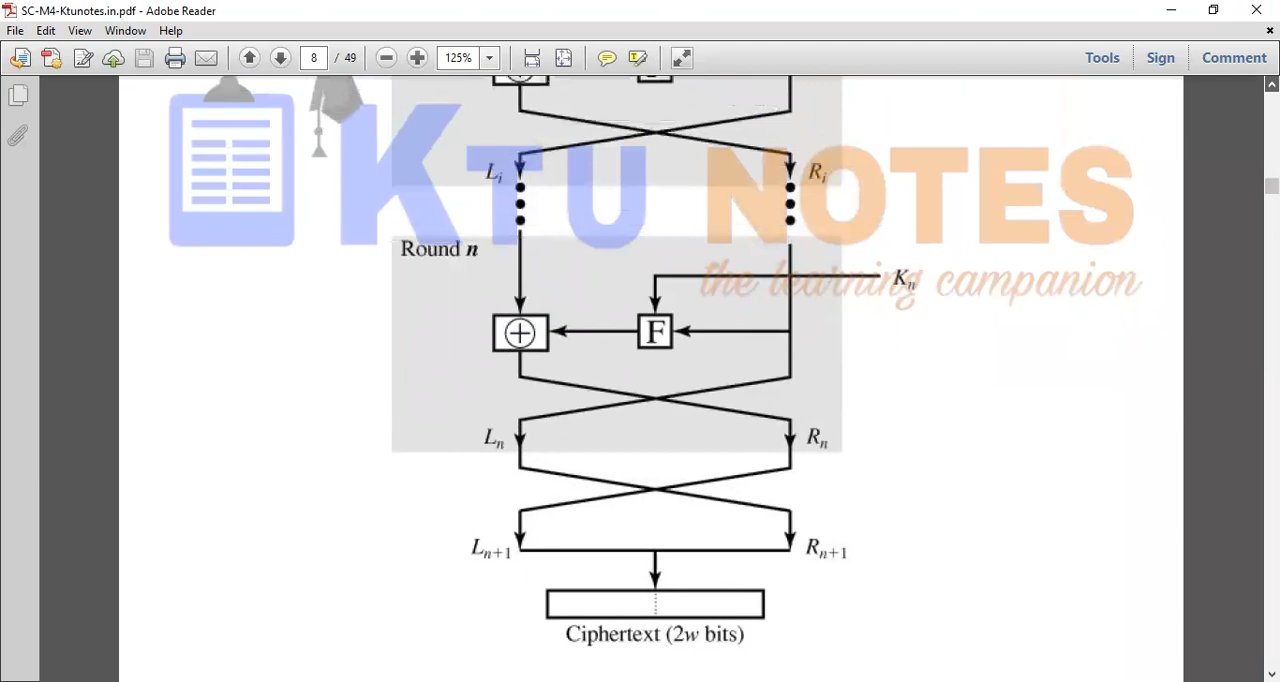 SC-M4-Ktunotes.in.pdf - Adobe Reader
File Edit View Window Help
8 / 49 125% Tools Sign Comment
KTU NOTES
the learning campanion
Lᵢ Rᵢ
Round n
Kₙ
+ F
Lₙ Rₙ
Lₙ₊₁ Rₙ₊₁
Ciphertext (2w bits)